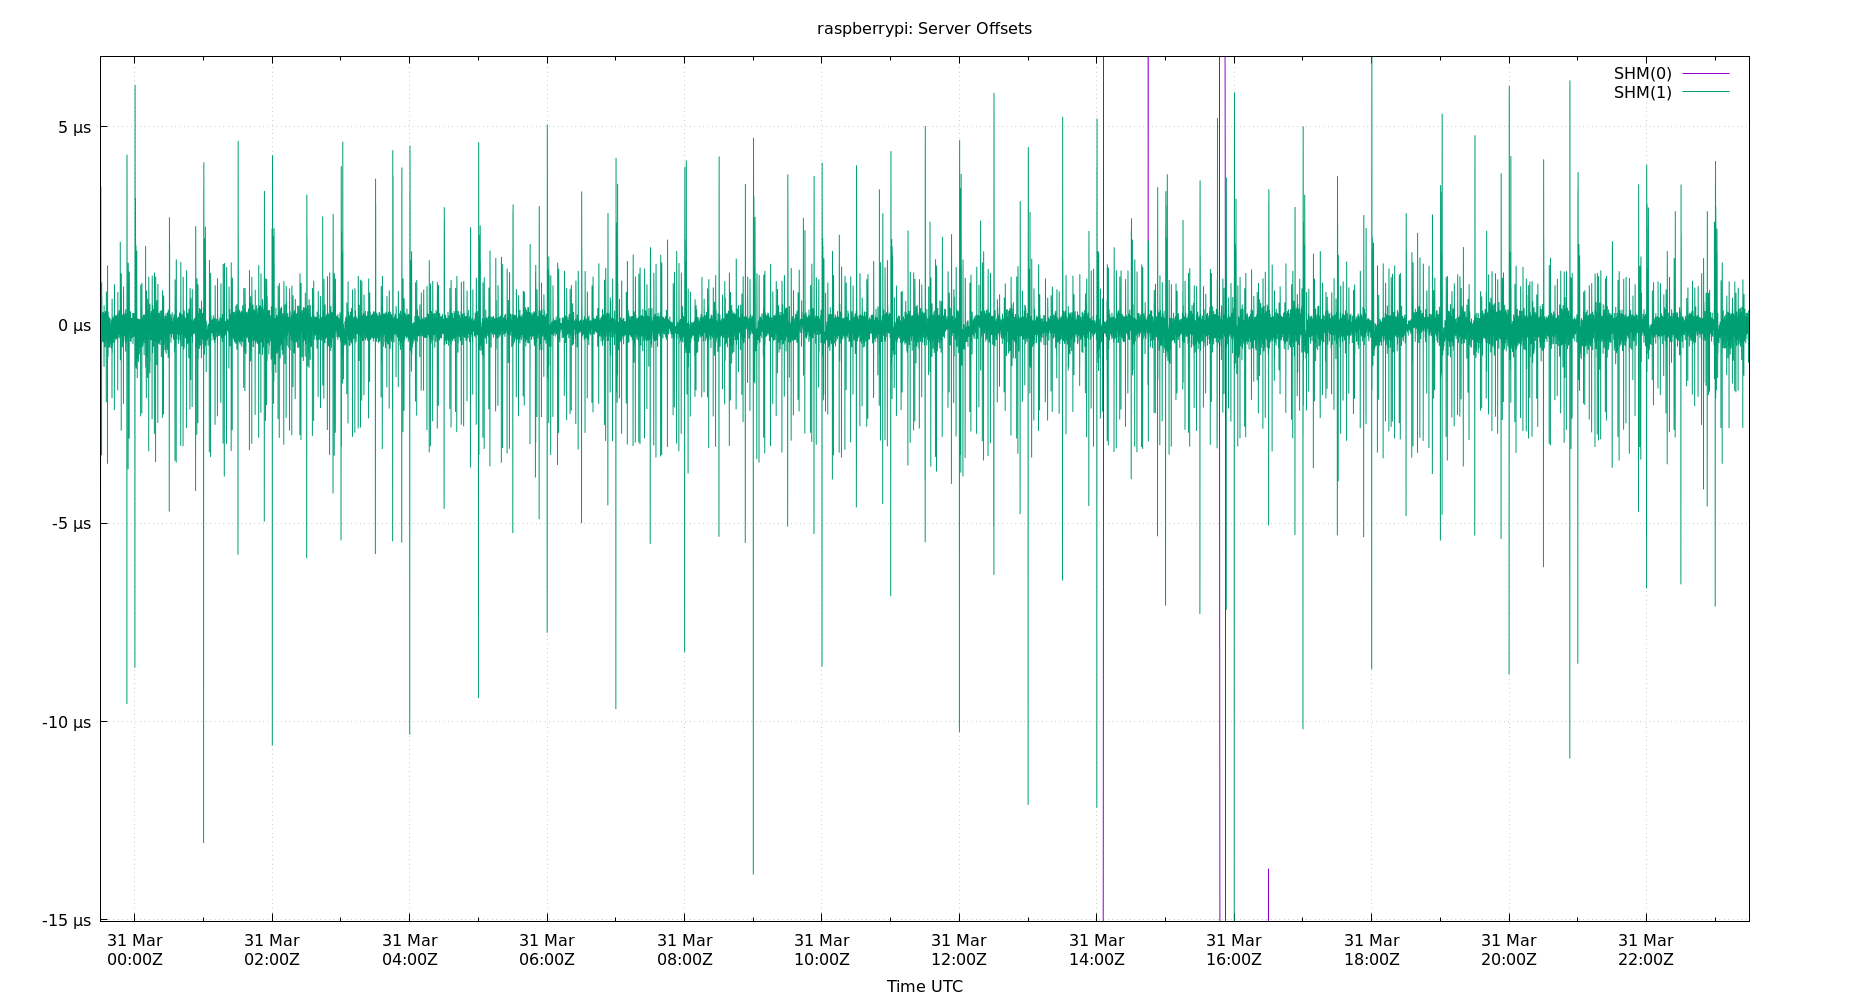 raspberrypi: Server Offsets
SHM(0)
SHM(1)
5 µs
0 µs
-5 µs
-10 µs
-15 µs
31 Mar 31 Mar 31 Mar 31 Mar 31 Mar 31 Mar 31 Mar 31 Mar 31 Mar 31 Mar 31 Mar 31 Mar
00:00Z 02:00Z 04:00Z 06:00Z 08:00Z 10:00Z 12:00Z 14:00Z 16:00Z 18:00Z 20:00Z 22:00Z
Time UTC